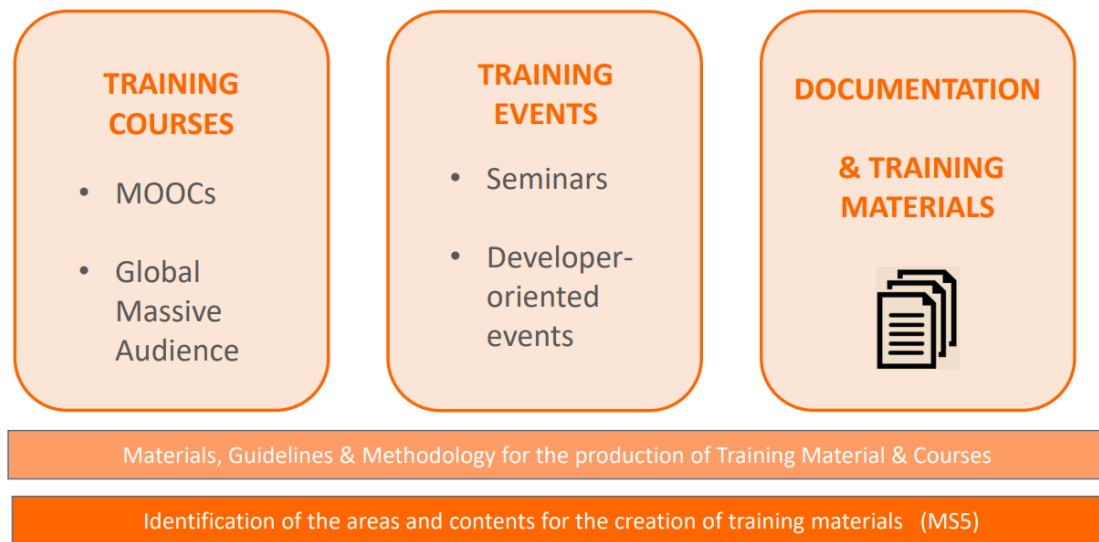 TRAINING
COURSES
• MOOCs
• Global
Massive
Audience
TRAINING
EVENTS
• Seminars
• Developer-
oriented
events
DOCUMENTATION
& TRAINING
MATERIALS
Materials, Guidelines & Methodology for the production of Training Material & Courses
Identification of the areas and contents for the creation of training materials (MS5)